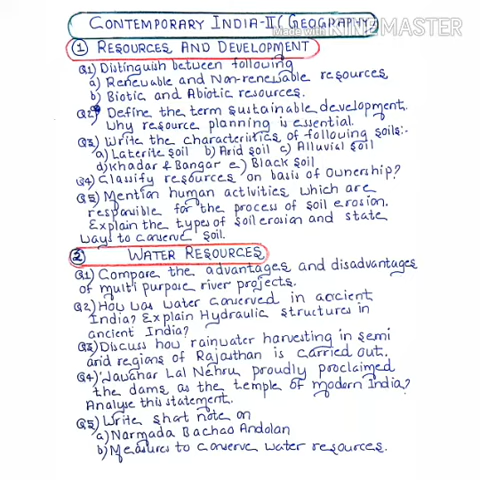 CONTEMPORARY INDIA-II (GEOGRAPHY)
Made with KINEMASTER
1 RESOURCES AND DEVELOPMENT
Q1) Distinguish between following
a) Renewable and Non-renewable resources
b) Biotic and Abiotic resources.
Q2) Define the term sustainable development.
Why resource planning is essential.
Q3) Write the characteristics of following soils:-
a) Laterite soil b) Arid soil c) Alluvial soil
d) Khadar & Bangar e) Black soil
Q4) Classify resources on basis of Ownership?
Q5) Mention human activities which are
responsible for the process of soil erosion.
Explain the types of soil erosion and state
ways to conserve soil.
2 WATER RESOURCES
Q1) Compare the advantages and disadvantages
of multi purpose river projects.
Q2) How was water conserved in ancient
India? Explain Hydraulic structures in
ancient India?
Q3) Discuss how rainwater harvesting in semi
arid regions of Rajasthan is carried out.
Q4) 'Jawahar Lal Nehru proudly proclaimed
the dams as the temple of modern India?
Analyse this statement.
Q5) Write short note on
a) Narmada Bachao Andolan
b) Measures to conserve water resources.